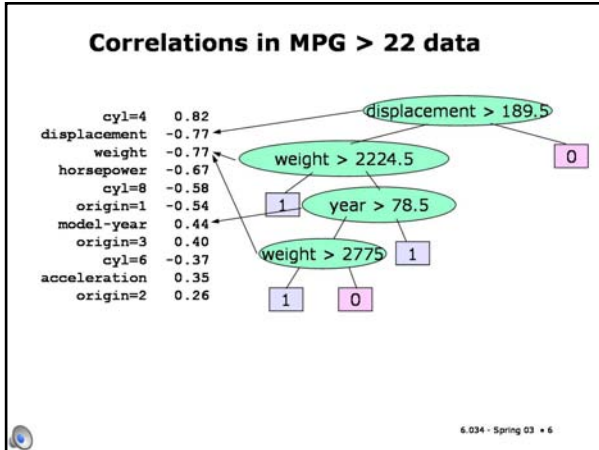 Correlations in MPG > 22 data
cyl=4 0.82
displacement -0.77
weight -0.77
horsepower -0.67
cyl=8 -0.58
origin=1 -0.54
model-year 0.44
origin=3 0.40
cyl=6 -0.37
acceleration 0.35
origin=2 0.26
displacement > 189.5
weight > 2224.5
0
1
year > 78.5
weight > 2775
1
1
0
6.034 - Spring 03 • 6